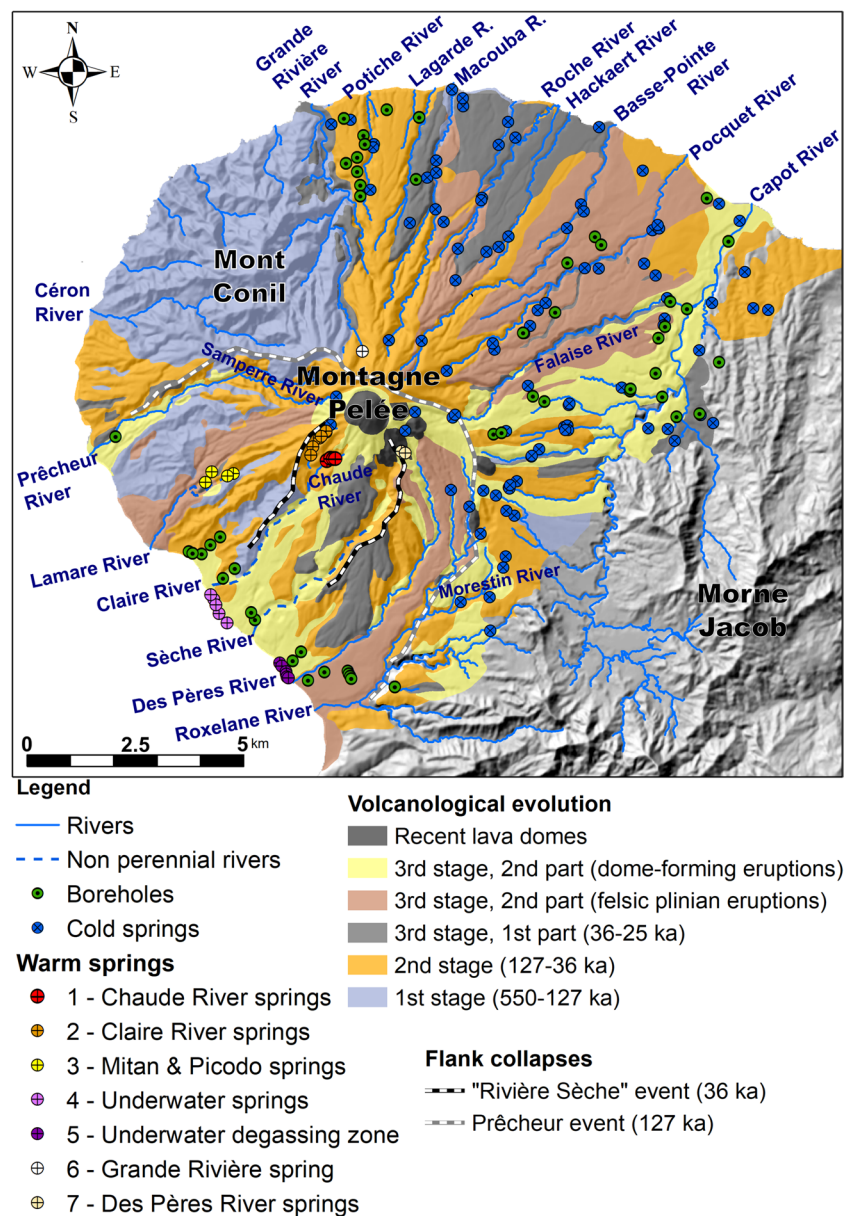 N
W
E
S
Grande
Rivière
River
Potiche River
Lagarde R.
Macouba R.
Roche River
Hackaert River
Basse-Pointe
River
Pocquet River
Capot River
Mont
Conil
Céron
River
Samperre River
Montagne
Pelée
Falaise River
Prêcheur
River
Chaude
River
Lamare River
Claire River
Morestin River
Morne
Jacob
Sèche River
Des Pères River
Roxelane River
0 2.5 5 km
Legend
Rivers
Non perennial rivers
Boreholes
Cold springs
Warm springs
1 - Chaude River springs
2 - Claire River springs
3 - Mitan & Picodo springs
4 - Underwater springs
5 - Underwater degassing zone
6 - Grande Rivière spring
7 - Des Pères River springs
Volcanological evolution
Recent lava domes
3rd stage, 2nd part (dome-forming eruptions)
3rd stage, 2nd part (felsic plinian eruptions)
3rd stage, 1st part (36-25 ka)
2nd stage (127-36 ka)
1st stage (550-127 ka)
Flank collapses
"Rivière Sèche" event (36 ka)
Prêcheur event (127 ka)